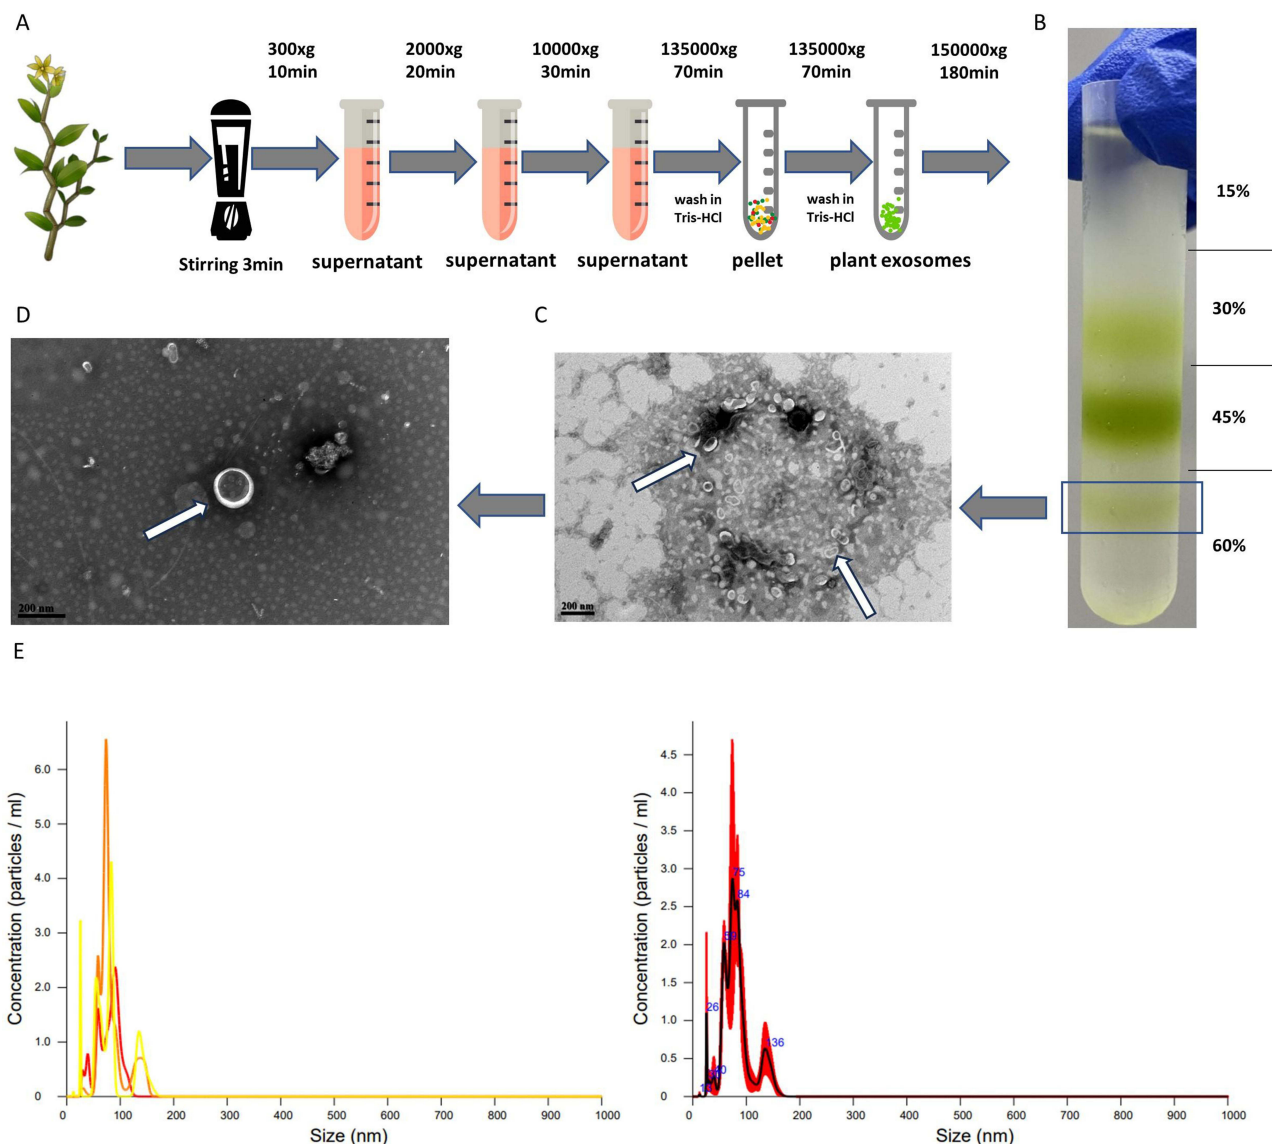 A
B
300xg
10min
2000xg
20min
10000xg
30min
135000xg
70min
135000xg
70min
150000xg
180min
wash in
Tris-HCl
wash in
Tris-HCl
Stirring 3min
supernatant
supernatant
supernatant
pellet
plant exosomes
15%
30%
45%
60%
D
C
200 nm
200 nm
E
Concentration (particles / ml)
6.0
5.0
4.0
3.0
2.0
1.0
0
0 100 200 300 400 500 600 700 800 900 1000
Size (nm)
Concentration (particles / ml)
4.5
4.0
3.5
3.0
2.5
2.0
1.5
1.0
0.5
0
75
84
59
26
40
136
0 100 200 300 400 500 600 700 800 900 1000
Size (nm)